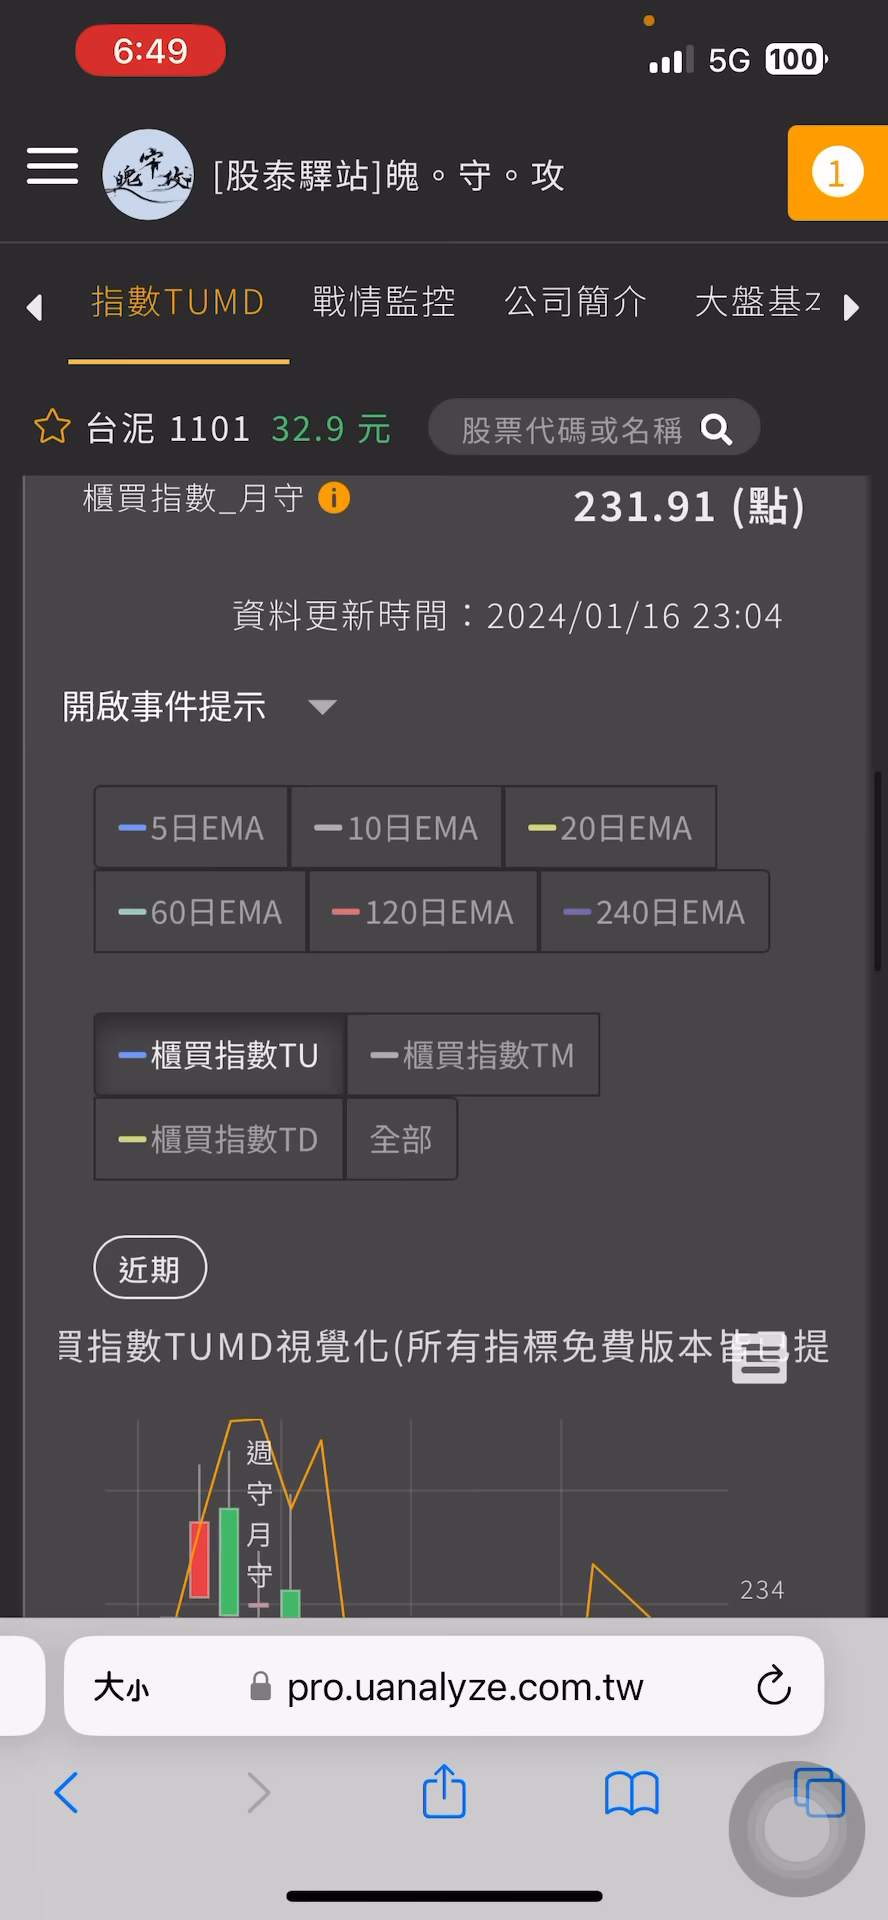 6:49
5G 100
魄守攻
[股泰驛站]魄。守。攻
1
指數TUMD 戰情監控 公司簡介 大盤基
台泥 1101 32.9 元 股票代碼或名稱
櫃買指數_月守 i 231.91 (點)
資料更新時間：2024/01/16 23:04
開啟事件提示
5日EMA 10日EMA 20日EMA
60日EMA 120日EMA 240日EMA
櫃買指數TU 櫃買指數TM
櫃買指數TD 全部
近期
買指數TUMD視覺化(所有指標免費版本皆已提
週
守
月
守
234
大小 pro.uanalyze.com.tw